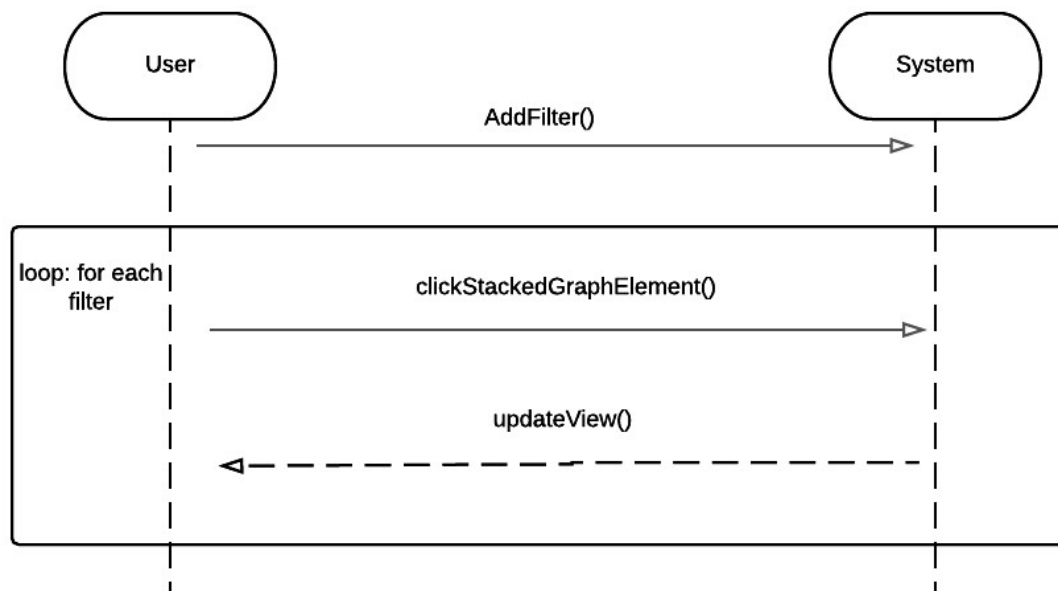 User
System
AddFilter()
loop: for each
filter
clickStackedGraphElement()
updateView()